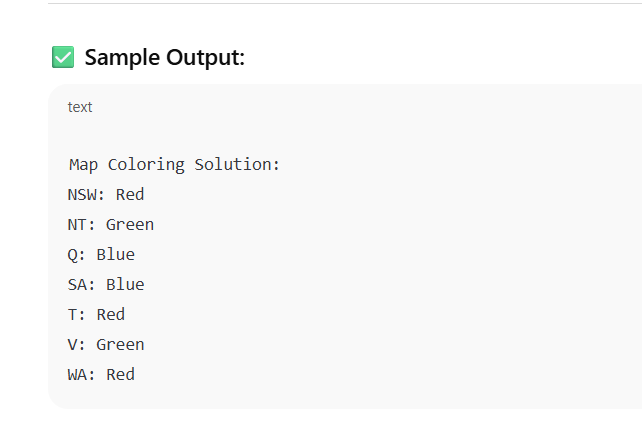 ✅ Sample Output:
text
Map Coloring Solution:
NSW: Red
NT: Green
Q: Blue
SA: Blue
T: Red
V: Green
WA: Red